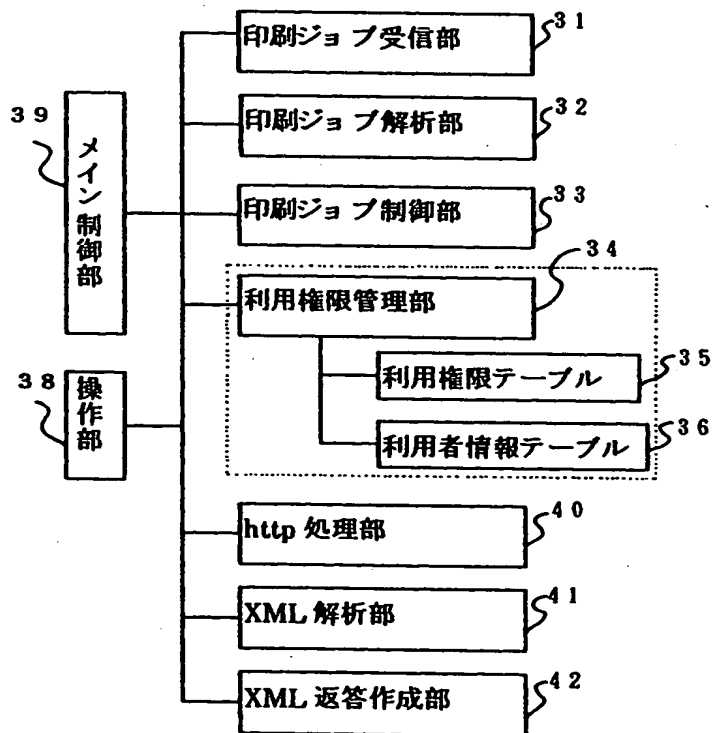 印刷ジョブ受信部
31
印刷ジョブ解析部
32
39
メイン制御部
印刷ジョブ制御部
33
利用権限管理部
34
利用権限テーブル
35
38
操作部
利用者情報テーブル
36
http 処理部
40
XML 解析部
41
XML 返答作成部
42